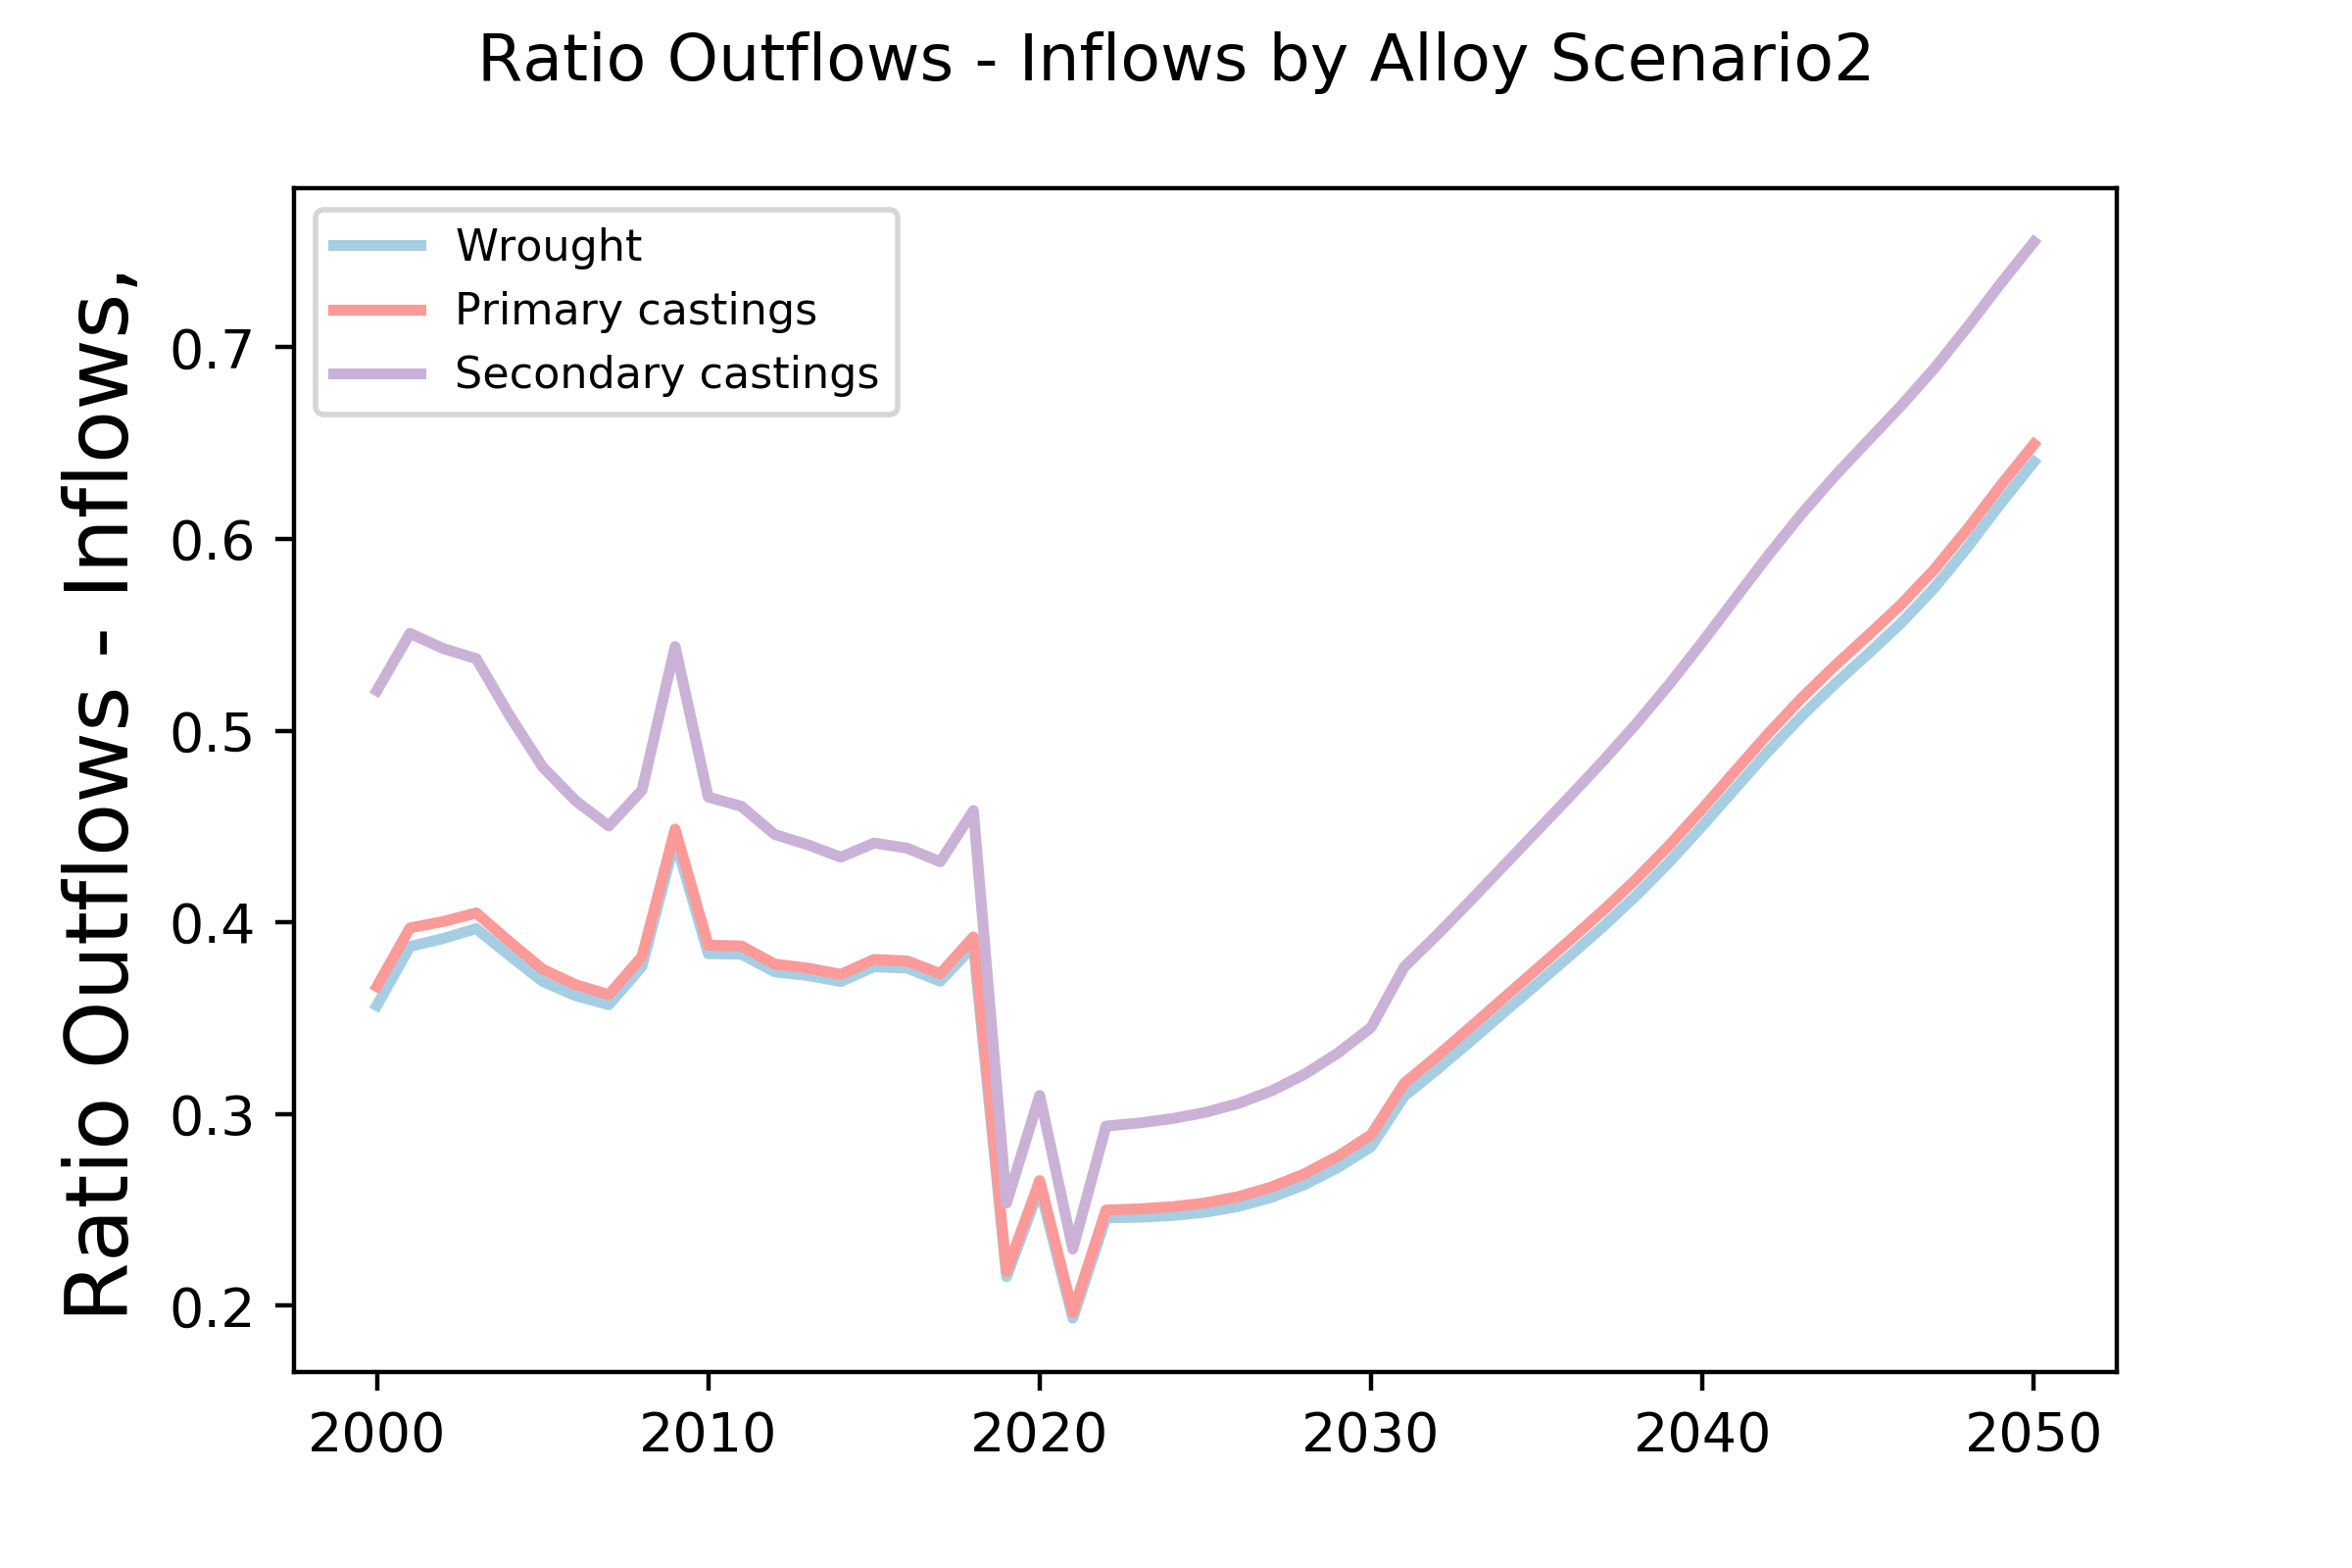 Ratio Outflows - Inflows by Alloy Scenario2
Ratio Outflows - Inflows,
Wrought
Primary castings
Secondary castings
0.7
0.6
0.5
0.4
0.3
0.2
2000 2010 2020 2030 2040 2050